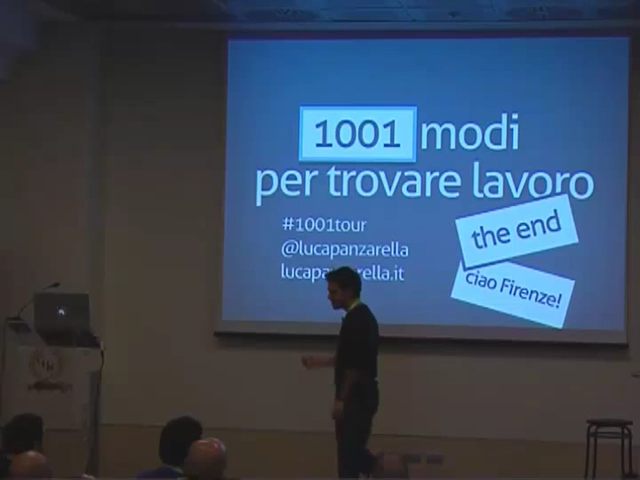 1001 modi
per trovare lavoro
#1001tour
@lucapanzarella
the end
ciao Firenze!